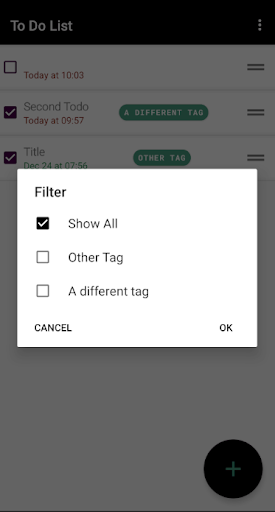 To Do List
Today at 10:03
Second Todo
A DIFFERENT TAG
Today at 09:57
Title
OTHER TAG
Dec 24 at 07:56
Filter
Show All
Other Tag
A different tag
CANCEL OK